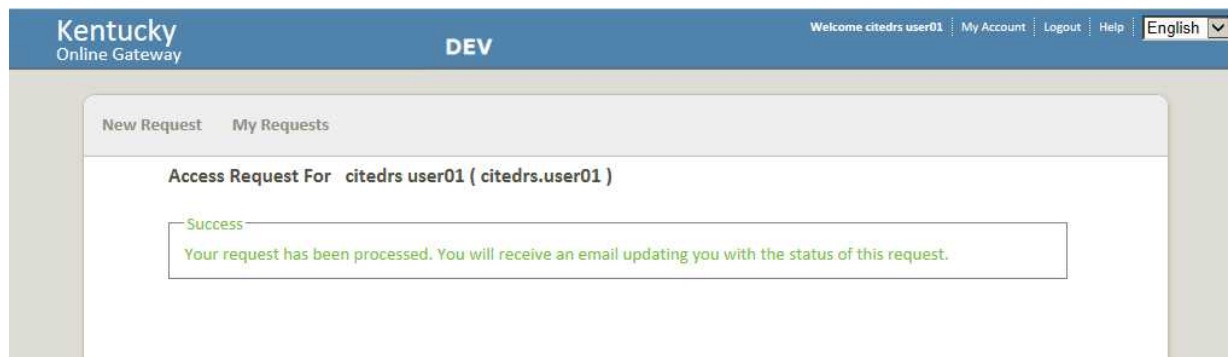 Kentucky
Online Gateway
DEV
Welcome citedrs user01 My Account Logout Help English
New Request My Requests
Access Request For citedrs user01 ( citedrs.user01 )
Success
Your request has been processed. You will receive an email updating you with the status of this request.